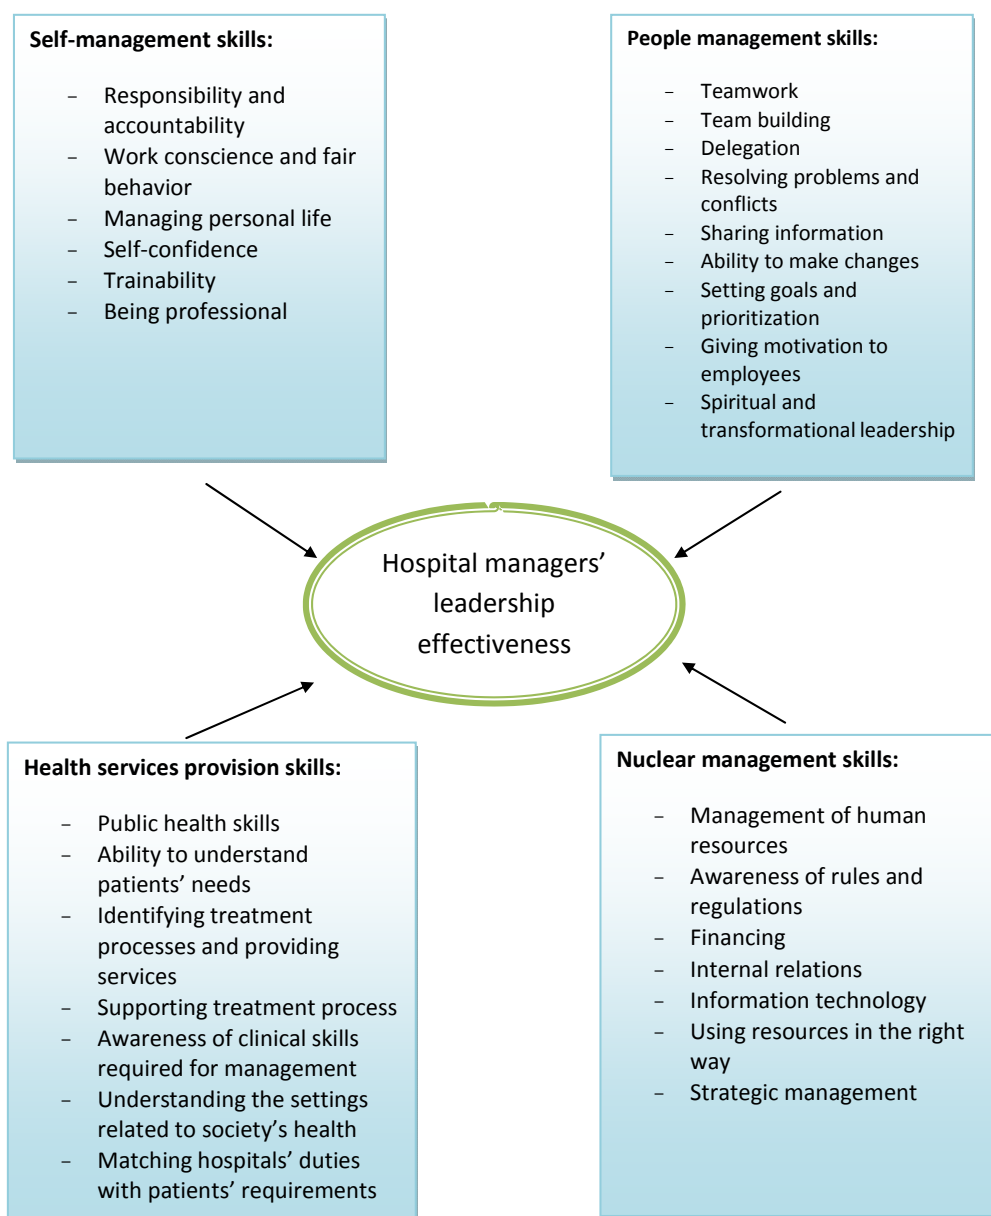 Self-management skills:
– Responsibility and
accountability
– Work conscience and fair
behavior
– Managing personal life
– Self-confidence
– Trainability
– Being professional
People management skills:
– Teamwork
– Team building
– Delegation
– Resolving problems and
conflicts
– Sharing information
– Ability to make changes
– Setting goals and
prioritization
– Giving motivation to
employees
– Spiritual and
transformational leadership
Hospital managers’
leadership
effectiveness
Health services provision skills:
– Public health skills
– Ability to understand
patients’ needs
– Identifying treatment
processes and providing
services
– Supporting treatment process
– Awareness of clinical skills
required for management
– Understanding the settings
related to society’s health
– Matching hospitals’ duties
with patients’ requirements
Nuclear management skills:
– Management of human
resources
– Awareness of rules and
regulations
– Financing
– Internal relations
– Information technology
– Using resources in the right
way
– Strategic management